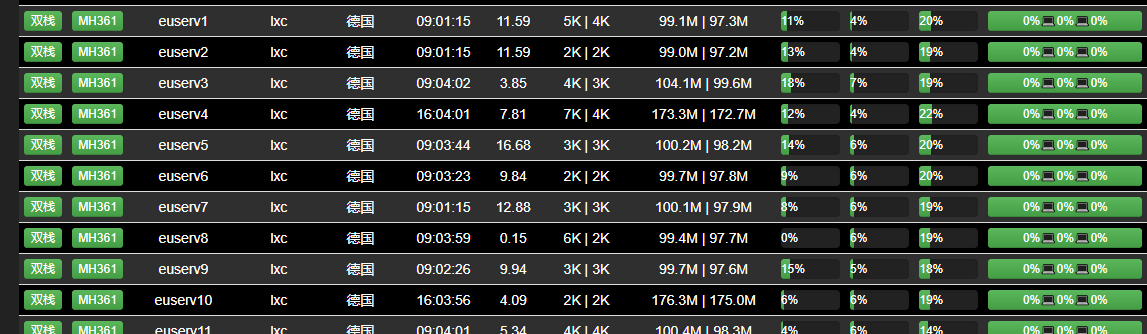 双栈 MH361 euserv1 lxc 德国 09:01:15 11.59 5K | 4K 99.1M | 97.3M 11% 4% 20% 0%💻0%💻0%
双栈 MH361 euserv2 lxc 德国 09:01:15 11.59 2K | 2K 99.0M | 97.2M 13% 4% 19% 0%💻0%💻0%
双栈 MH361 euserv3 lxc 德国 09:04:02 3.85 4K | 3K 104.1M | 99.6M 18% 7% 19% 0%💻0%💻0%
双栈 MH361 euserv4 lxc 德国 16:04:01 7.81 7K | 4K 173.3M | 172.7M 12% 4% 22% 0%💻0%💻0%
双栈 MH361 euserv5 lxc 德国 09:03:44 16.68 3K | 3K 100.2M | 98.2M 14% 6% 20% 0%💻0%💻0%
双栈 MH361 euserv6 lxc 德国 09:03:23 9.84 2K | 2K 99.7M | 97.8M 9% 6% 20% 0%💻0%💻0%
双栈 MH361 euserv7 lxc 德国 09:01:15 12.88 3K | 3K 100.1M | 97.9M 8% 6% 19% 0%💻0%💻0%
双栈 MH361 euserv8 lxc 德国 09:03:59 0.15 6K | 2K 99.4M | 97.7M 0% 6% 19% 0%💻0%💻0%
双栈 MH361 euserv9 lxc 德国 09:02:26 9.94 3K | 3K 99.7M | 97.6M 15% 5% 18% 0%💻0%💻0%
双栈 MH361 euserv10 lxc 德国 16:03:56 4.09 2K | 2K 176.3M | 175.0M 6% 6% 19% 0%💻0%💻0%
双栈 MH361 euserv11 lxc 德国 09:04:01 5.34 4K | 4K 100.4M | 98.3M 4% 6% 14% 0%💻0%💻0%